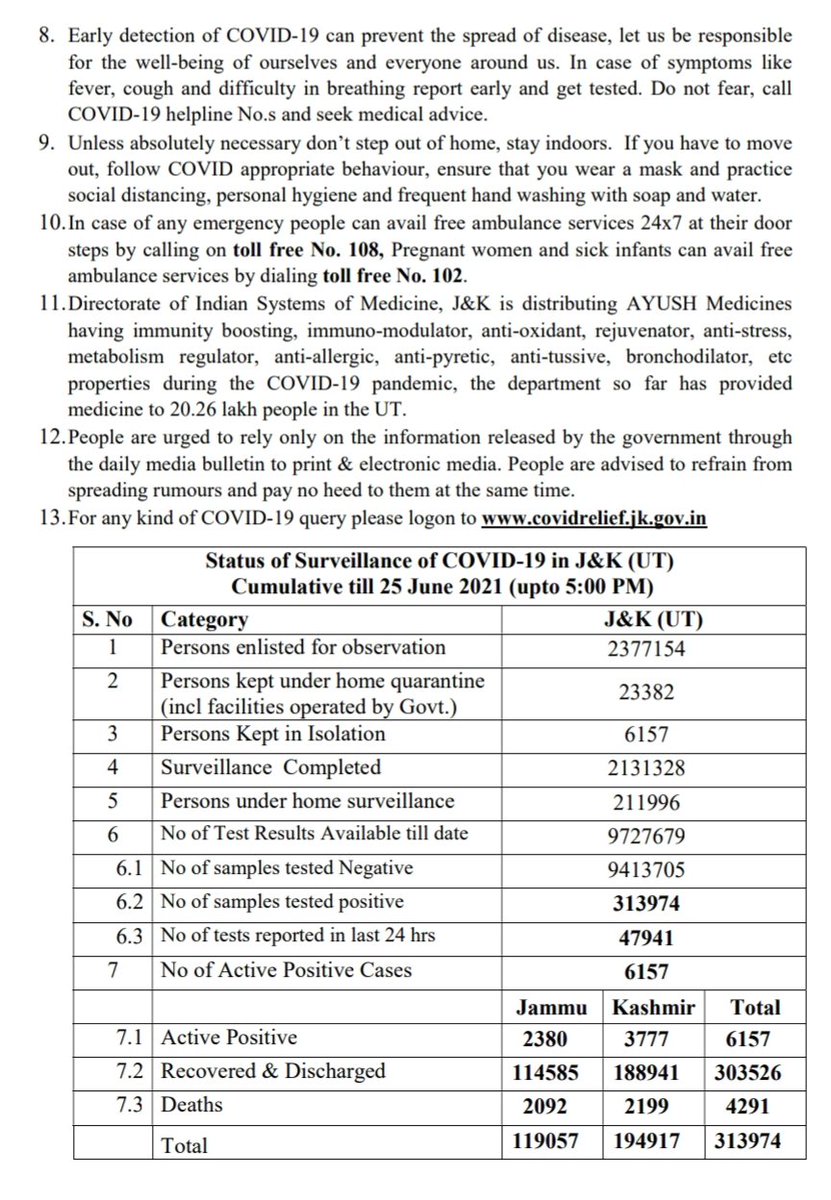 8. Early detection of COVID-19 can prevent the spread of disease, let us be responsible
for the well-being of ourselves and everyone around us. In case of symptoms like
fever, cough and difficulty in breathing report early and get tested. Do not fear, call
COVID-19 helpline No.s and seek medical advice.
9. Unless absolutely necessary don't step out of home, stay indoors. If you have to move
out, follow COVID appropriate behaviour, ensure that you wear a mask and practice
social distancing, personal hygiene and frequent hand washing with soap and water.
10. In case of any emergency people can avail free ambulance services 24x7 at their door
steps by calling on toll free No. 108, Pregnant women and sick infants can avail free
ambulance services by dialing toll free No. 102.
11. Directorate of Indian Systems of Medicine, J&K is distributing AYUSH Medicines
having immunity boosting, immuno-modulator, anti-oxidant, rejuvenator, anti-stress,
metabolism regulator, anti-allergic, anti-pyretic, anti-tussive, bronchodilator, etc
properties during the COVID-19 pandemic, the department so far has provided
medicine to 20.26 lakh people in the UT.
12. People are urged to rely only on the information released by the government through
the daily media bulletin to print & electronic media. People are advised to refrain from
spreading rumours and pay no heed to them at the same time.
13. For any kind of COVID-19 query please logon to www.covidrelief.jk.gov.in
Status of Surveillance of COVID-19 in J&K (UT)
Cumulative till 25 June 2021 (upto 5:00 PM)
S. No Category J&K (UT)
1 Persons enlisted for observation 2377154
2 Persons kept under home quarantine
(incl facilities operated by Govt.) 23382
3 Persons Kept in Isolation 6157
4 Surveillance Completed 2131328
5 Persons under home surveillance 211996
6 No of Test Results Available till date 9727679
6.1 No of samples tested Negative 9413705
6.2 No of samples tested positive 313974
6.3 No of tests reported in last 24 hrs 47941
7 No of Active Positive Cases 6157
Jammu Kashmir Total
7.1 Active Positive 2380 3777 6157
7.2 Recovered & Discharged 114585 188941 303526
7.3 Deaths 2092 2199 4291
Total 119057 194917 313974